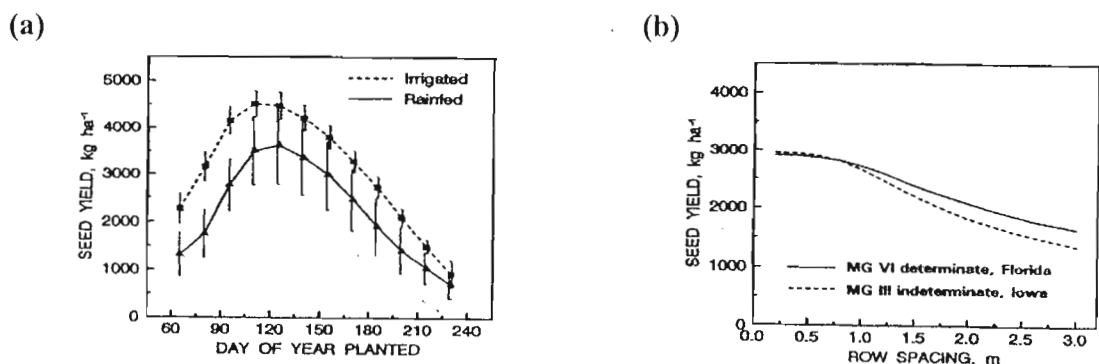 (a)
SEED YIELD, kg ha⁻¹
5000
4000
3000
2000
1000
0
Irrigated
Rainfed
60 90 120 150 180 210 240
DAY OF YEAR PLANTED
(b)
SEED YIELD, kg ha⁻¹
4000
3000
2000
1000
0
MG VI determinate, Florida
MG III indeterminate, Iowa
0.0 0.5 1.0 1.5 2.0 2.5 3.0
ROW SPACING, m